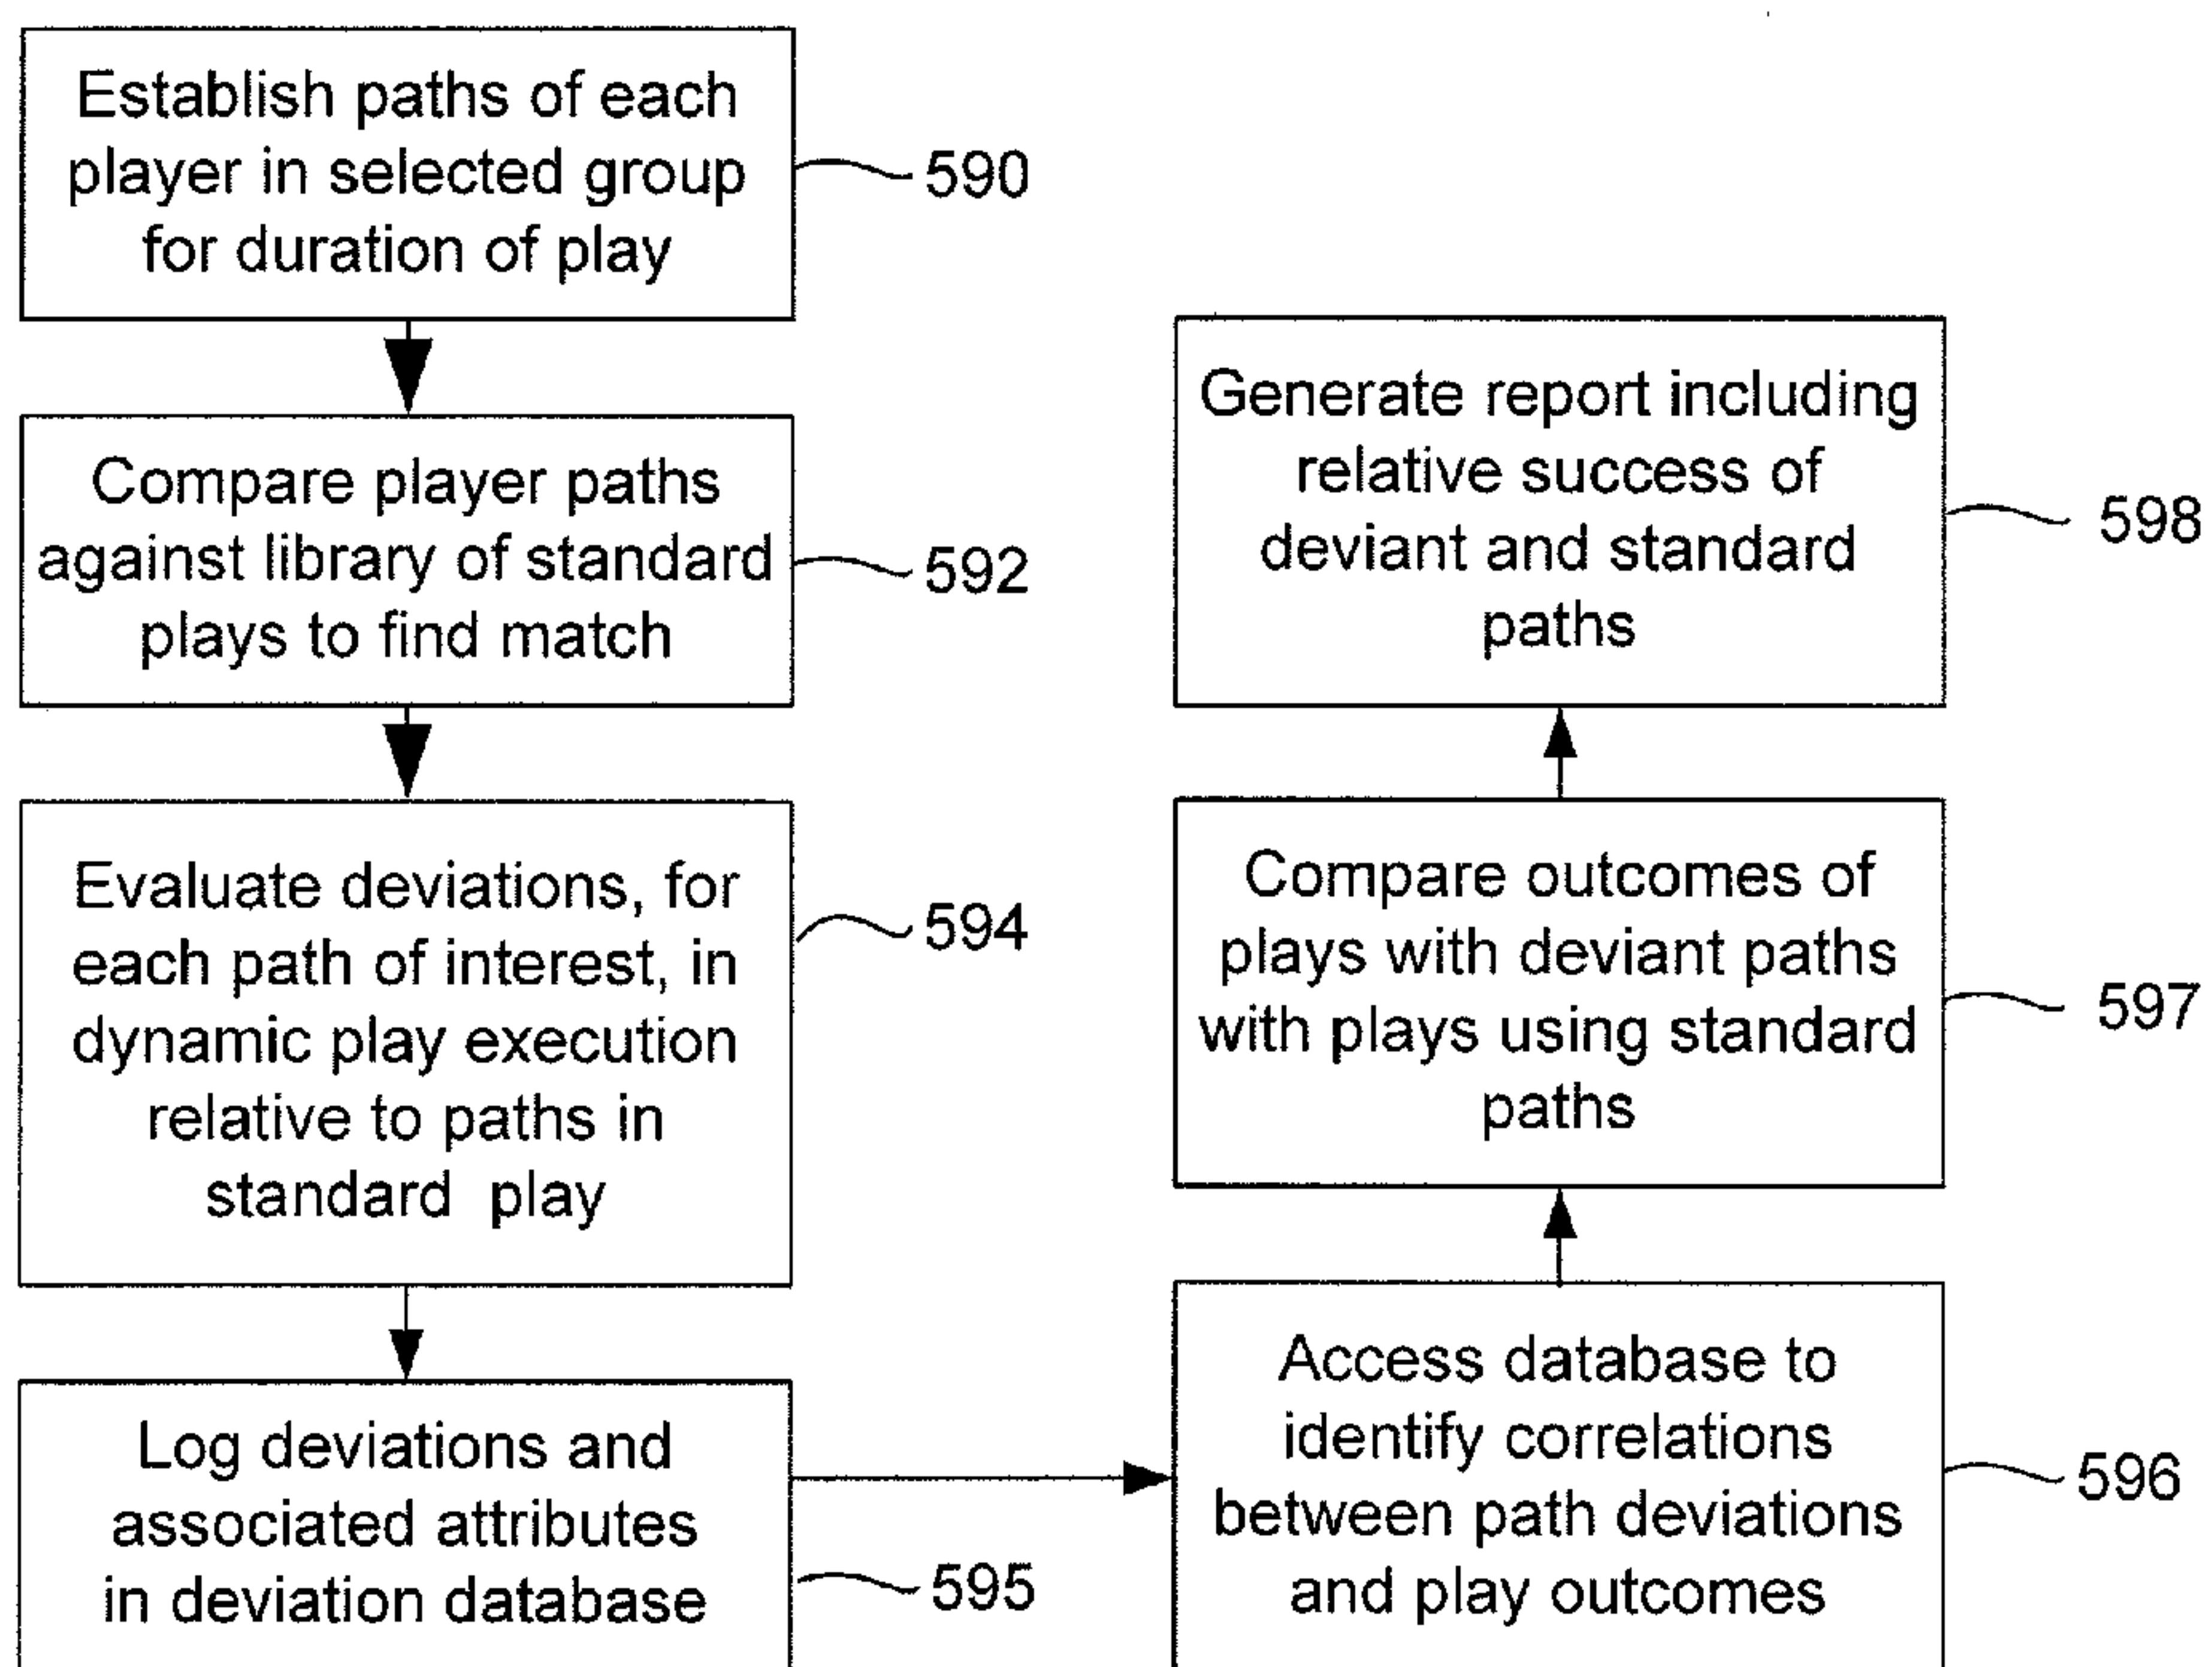 Establish paths of each
player in selected group
for duration of play
590
Compare player paths
against library of standard
plays to find match
592
Evaluate deviations, for
each path of interest, in
dynamic play execution
relative to paths in
standard play
594
Log deviations and
associated attributes
in deviation database
595
Access database to
identify correlations
between path deviations
and play outcomes
596
Compare outcomes of
plays with deviant paths
with plays using standard
paths
597
Generate report including
relative success of
deviant and standard
paths
598